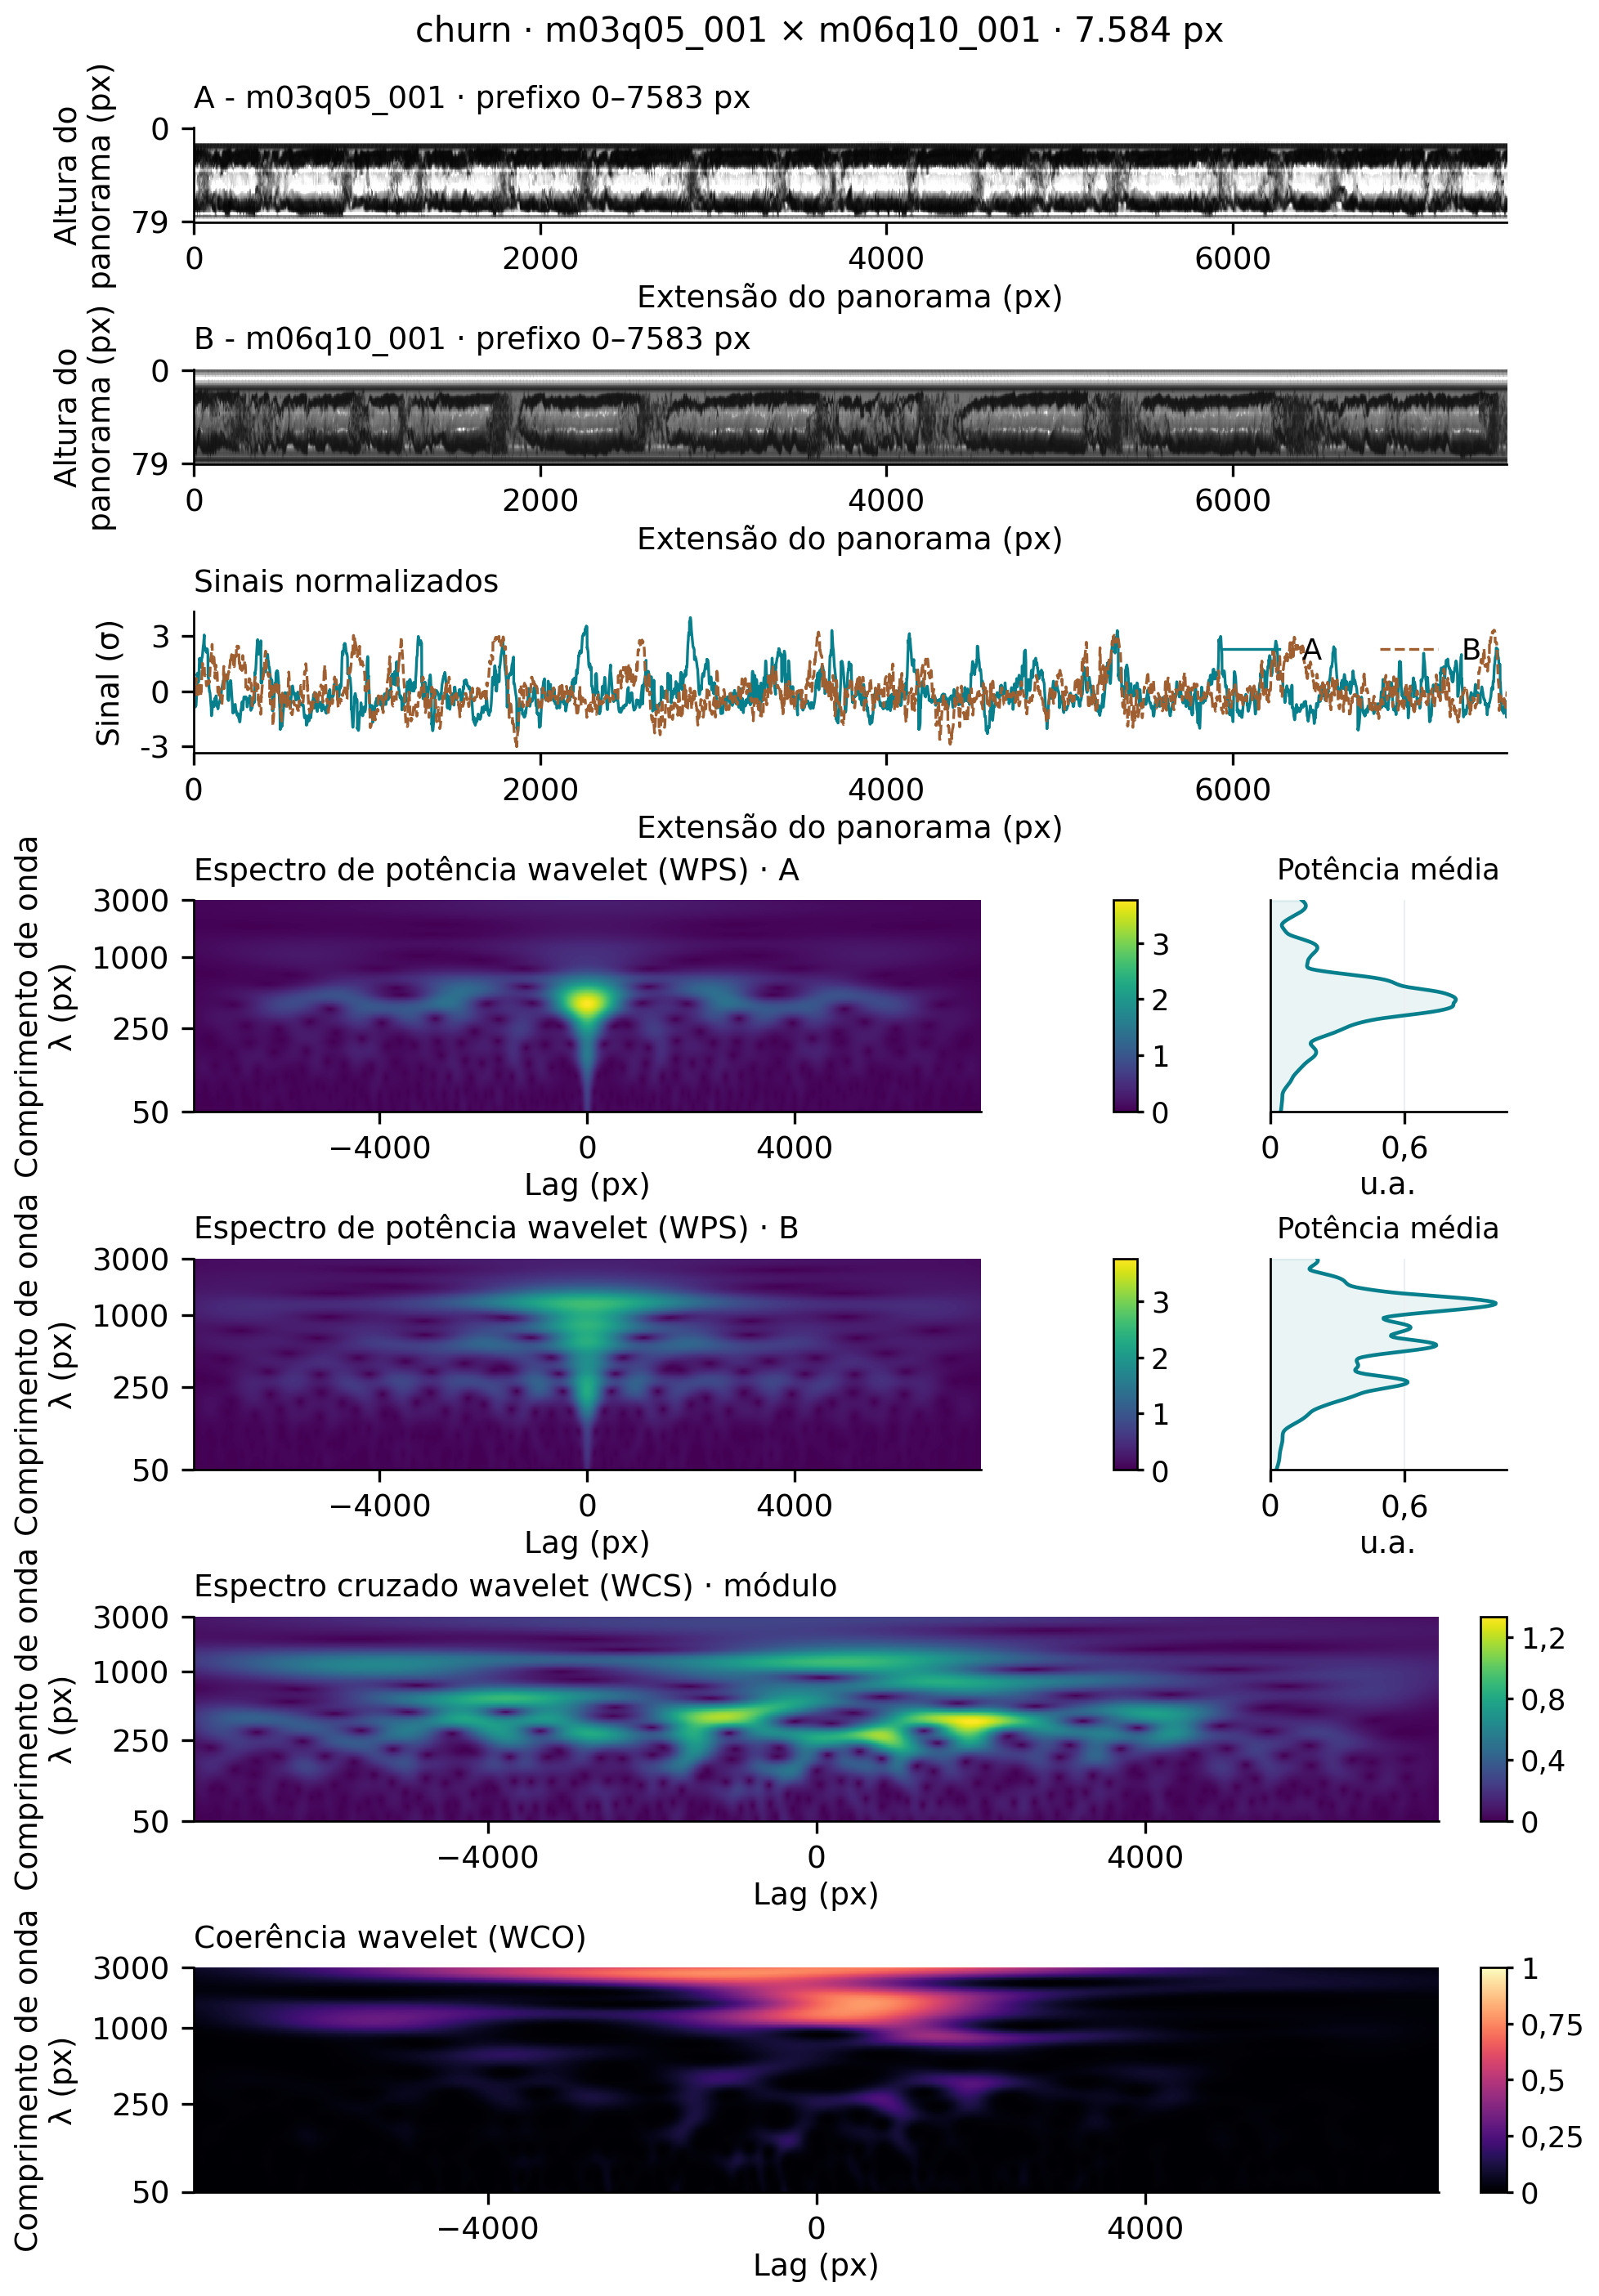 churn · m03q05_001 × m06q10_001 · 7.584 px
A - m03q05_001 · prefixo 0–7583 px
Altura do
panorama (px)
0
79
0 2000 4000 6000
Extensão do panorama (px)
B - m06q10_001 · prefixo 0–7583 px
Altura do
panorama (px)
0
79
0 2000 4000 6000
Extensão do panorama (px)
Sinais normalizados
Sinal (σ)
3
0
-3
A B
0 2000 4000 6000
Extensão do panorama (px)
Espectro de potência wavelet (WPS) · A
Comprimento de onda
λ (px)
3000
1000
250
50
−4000 0 4000
Lag (px)
3
2
1
0
Potência média
0 0,6
u.a.
Espectro de potência wavelet (WPS) · B
Comprimento de onda
λ (px)
3000
1000
250
50
−4000 0 4000
Lag (px)
3
2
1
0
Potência média
0 0,6
u.a.
Espectro cruzado wavelet (WCS) · módulo
Comprimento de onda
λ (px)
3000
1000
250
50
−4000 0 4000
Lag (px)
1,2
0,8
0,4
0
Coerência wavelet (WCO)
Comprimento de onda
λ (px)
3000
1000
250
50
−4000 0 4000
Lag (px)
1
0,75
0,5
0,25
0